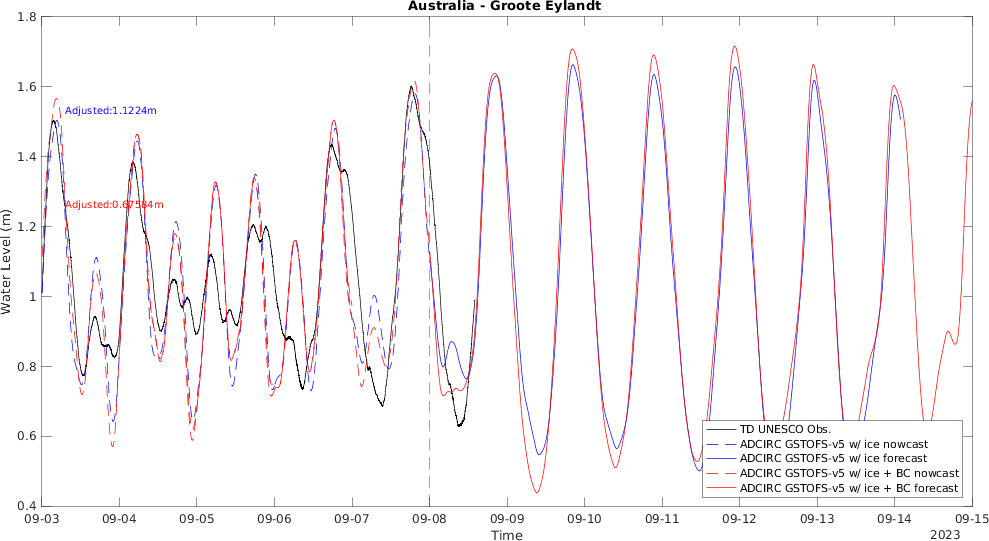 Australia - Groote Eylandt
1.8
1.6
1.4
1.2
1
0.8
0.6
0.4
Water Level (m)
Adjusted:1.1224m
Adjusted:0.67584m
TD UNESCO Obs.
ADCIRC GSTOFS-v5 w/ ice nowcast
ADCIRC GSTOFS-v5 w/ ice forecast
ADCIRC GSTOFS-v5 w/ ice + BC nowcast
ADCIRC GSTOFS-v5 w/ ice + BC forecast
09-03 09-04 09-05 09-06 09-07 09-08 09-09 09-10 09-11 09-12 09-13 09-14 09-15
Time
2023